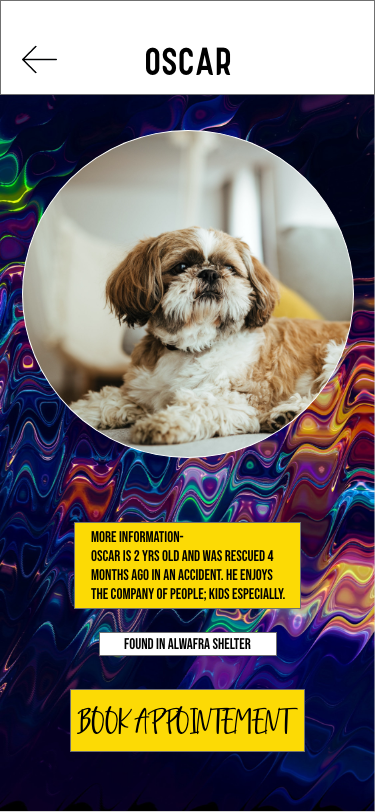 OSCAR
MORE INFORMATION-
OSCAR IS 2 YRS OLD AND WAS RESCUED 4
MONTHS AGO IN AN ACCIDENT. HE ENJOYS
THE COMPANY OF PEOPLE; KIDS ESPECIALLY.
FOUND IN ALWAFRA SHELTER
BOOK APPOINTEMENT